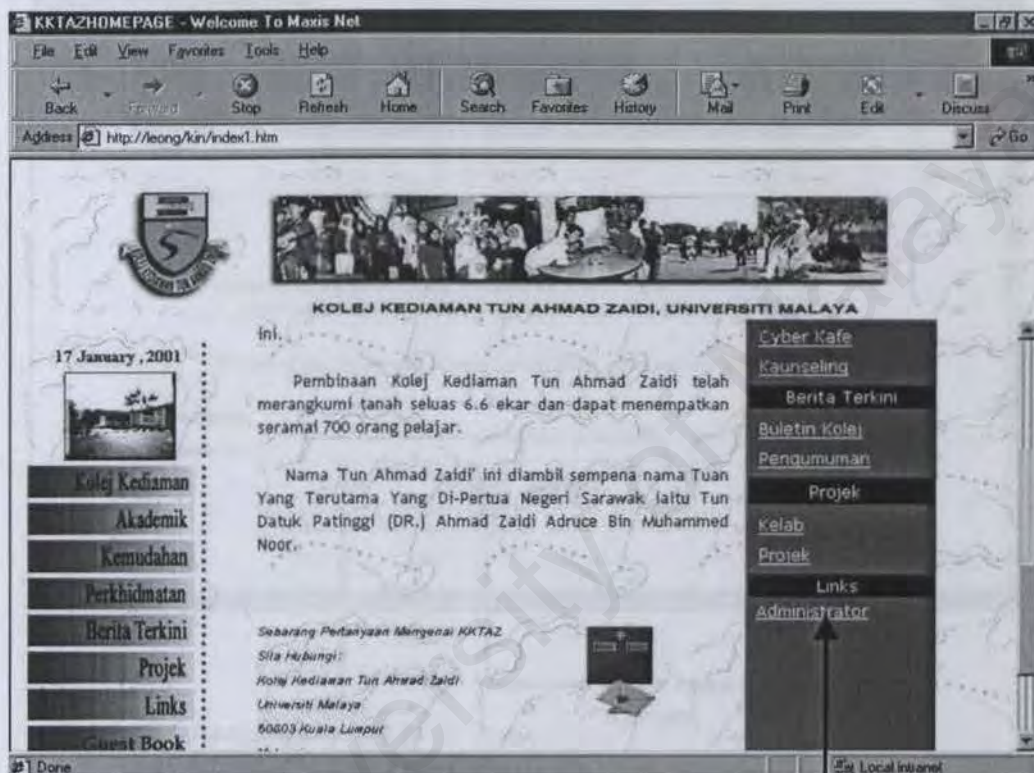 KKTAZHOMEPAGE - Welcome To Maxis Net
File Edit View Favorites Tools Help
Back Forward Stop Refresh Home Search Favorites History Mail Print Edit Discuss
Address http://leong/kin/index1.htm Go
KOLEJ KEDIAMAN TUN AHMAD ZAIDI, UNIVERSITI MALAYA
17 January , 2001
Kolej Kediaman
Akademik
Kemudahan
Perkhidmatan
Berita Terkini
Projek
Links
Guest Book
ini.
Pembinaan Kolej Kediaman Tun Ahmad Zaidi telah
merangkumi tanah seluas 6.6 ekar dan dapat menempatkan
seramai 700 orang pelajar.
Nama 'Tun Ahmad Zaidi' ini diambil sempena nama Tuan
Yang Terutama Yang Di-Pertua Negeri Sarawak iaitu Tun
Datuk Patinggi (DR.) Ahmad Zaidi Adruce Bin Muhammed
Noor.
Sebarang Pertanyaan Mengenai KKTAZ
Sila Hubungi:
Kolej Kediaman Tun Ahmad Zaidi
Universiti Malaya
50603 Kuala Lumpur
Cyber Kafe
Kaunseling
Berita Terkini
Buletin Kolej
Pengumuman
Projek
Kelab
Projek
Links
Administrator
Done
Local intranet